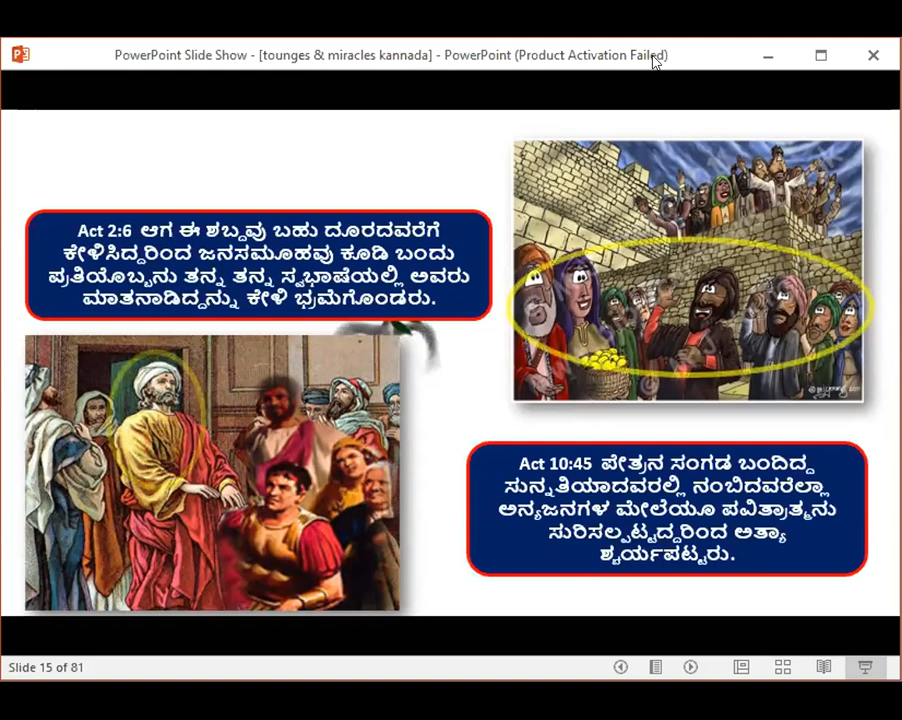 PowerPoint Slide Show - [tounges & miracles kannada] - PowerPoint (Product Activation Failed)
Act 2:6 ಆಗ ಈ ಶಬ್ದವು ಬಹು ದೂರದವರೆಗೆ
ಕೇಳಿಸಿದ್ದರಿಂದ ಜನಸಮೂಹವು ಕೂಡಿ ಬಂದು
ಪ್ರತಿಯೊಬ್ಬನು ತನ್ನ ತನ್ನ ಸ್ವಭಾಷೆಯಲ್ಲಿ ಅವರು
ಮಾತನಾಡಿದ್ದನ್ನು ಕೇಳಿ ಭ್ರಮೆಗೊಂಡರು.
Act 10:45 ಪೇತ್ರನ ಸಂಗಡ ಬಂದಿದ್ದ
ಸುನ್ನತಿಯಾದವರಲ್ಲಿ ನಂಬಿದವರೆಲ್ಲಾ
ಅನ್ಯಜನಗಳ ಮೇಲೆಯೂ ಪವಿತ್ರಾತ್ಮನು
ಸುರಿಸಲ್ಪಟ್ಟದ್ದರಿಂದ ಅತ್ಯಾ
ಶ್ಚರ್ಯಪಟ್ಟರು.
Slide 15 of 81